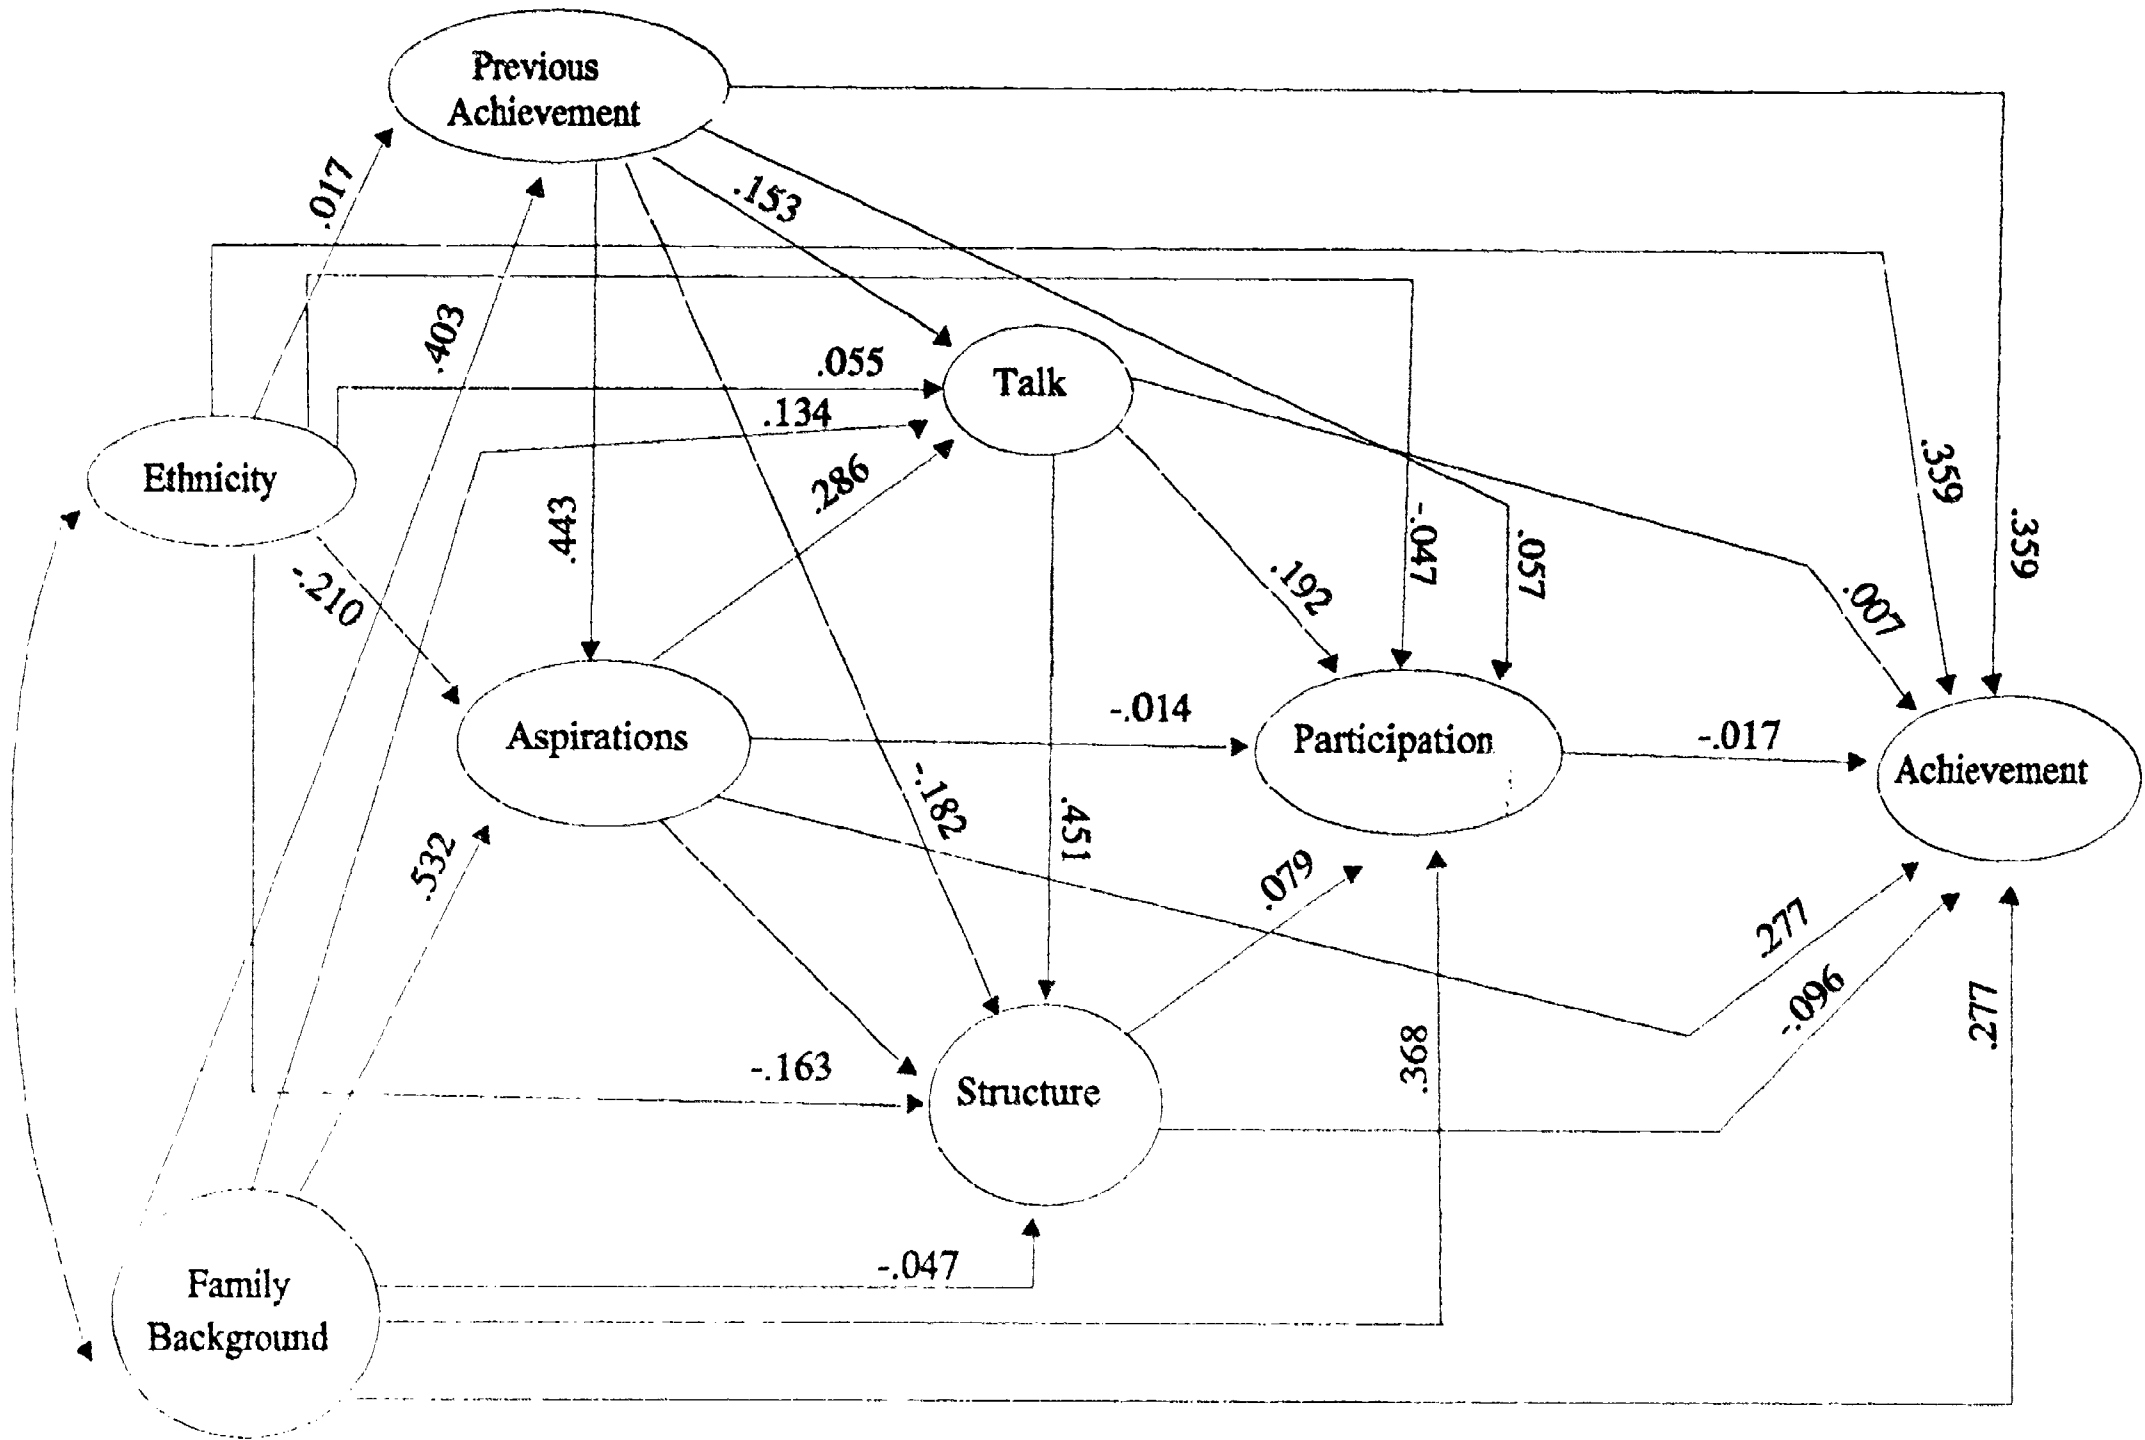 Previous
Achievement
.017
.153
.403
.055
Talk
.134
Ethnicity
.286
.443
-.210
.359
.359
-.047
.057
.192
.007
Aspirations
-.014
Participation
-.017
Achievement
-.182
.451
.532
.079
.277
-.096
.277
.368
-.163
Structure
-.047
Family
Background